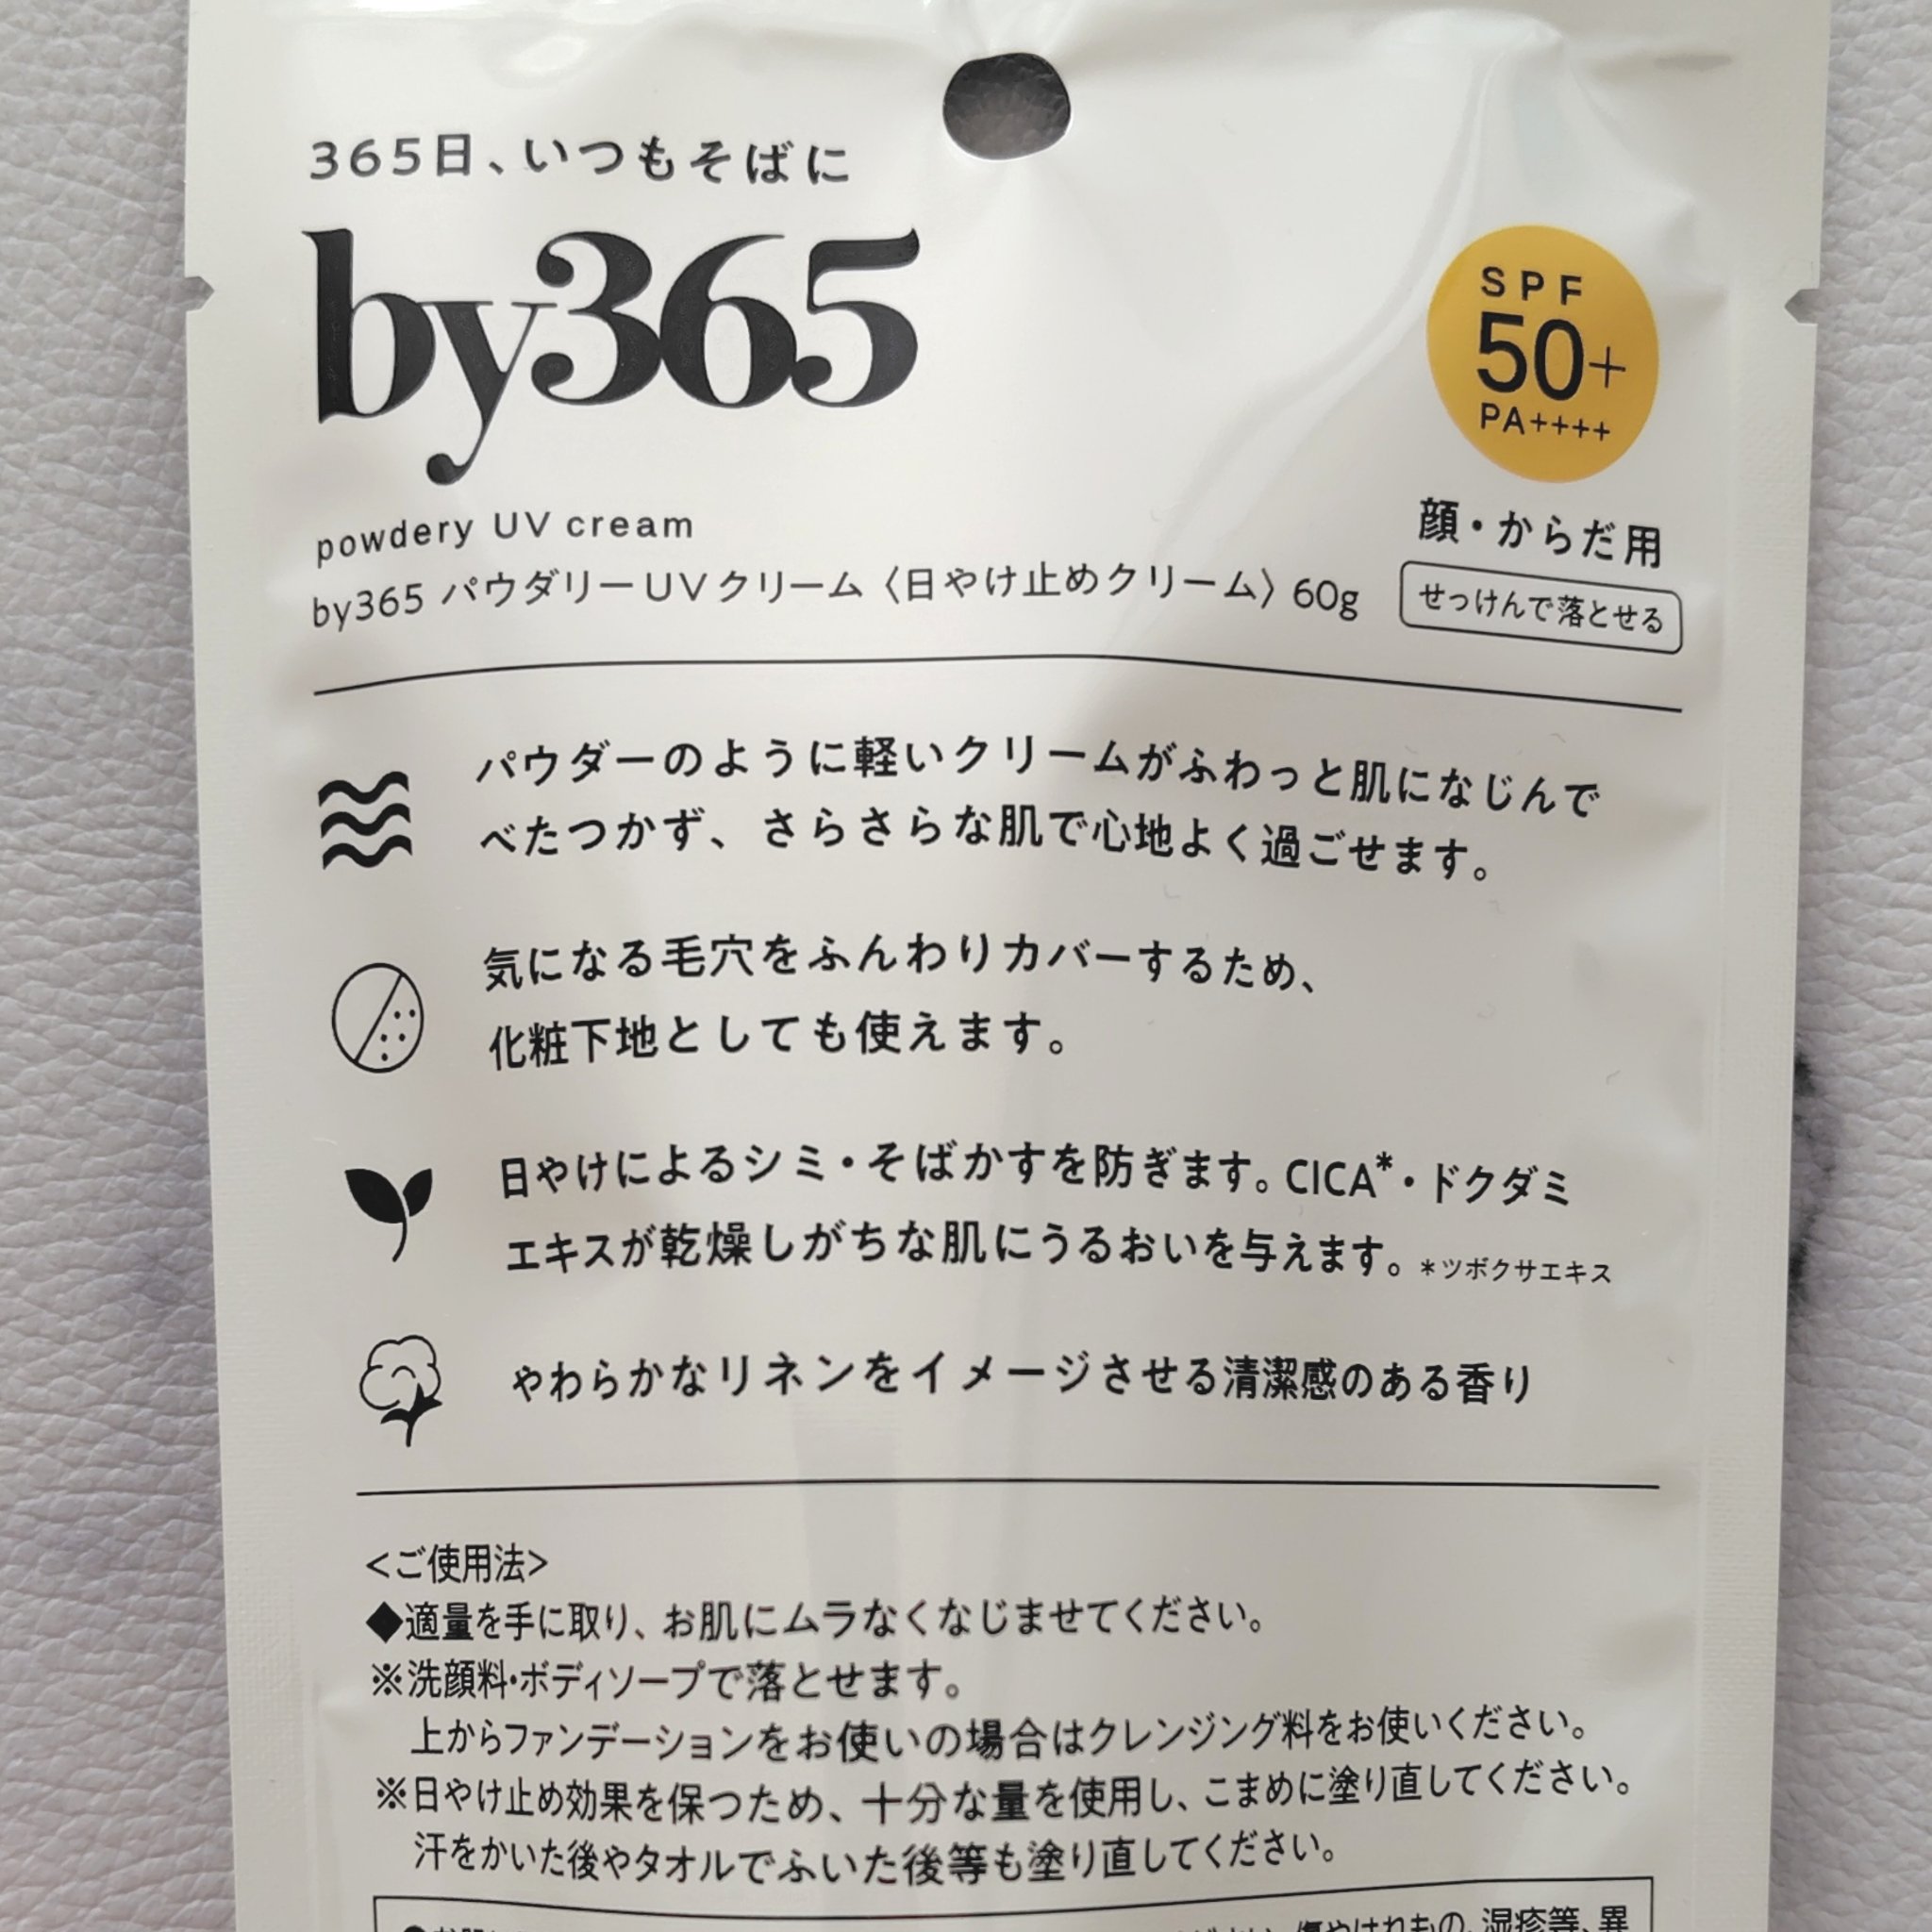 365日、いつもそばに
by365
SPF
50+
PA++++
powdery UV cream
by365 パウダリーUVクリーム〈日やけ止めクリーム〉60g
顔・からだ用
せっけんで落とせる
パウダーのように軽いクリームがふわっと肌になじんで
べたつかず、さらさらな肌で心地よく過ごせます。
気になる毛穴をふんわりカバーするため、
化粧下地としても使えます。
日やけによるシミ・そばかすを防ぎます。CICA*・ドクダミ
エキスが乾燥しがちな肌にうるおいを与えます。*ツボクサエキス
やわらかなリネンをイメージさせる清潔感のある香り
<ご使用法>
◆適量を手に取り、お肌にムラなくなじませてください。
※洗顔料・ボディソープで落とせます。
上からファンデーションをお使いの場合はクレンジング料をお使いください。
※日やけ止め効果を保つため、十分な量を使用し、こまめに塗り直してください。
汗をかいた後やタオルでふいた後等も塗り直してください。
傷やはれもの、湿疹等、異